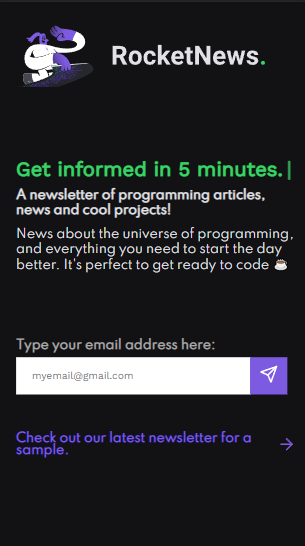 RocketNews.
Get informed in 5 minutes.|
A newsletter of programming articles,
news and cool projects!
News about the universe of programming,
and everything you need to start the day
better. It's perfect to get ready to code ☕
Type your email address here:
myemail@gmail.com
Check out our latest newsletter for a
sample.